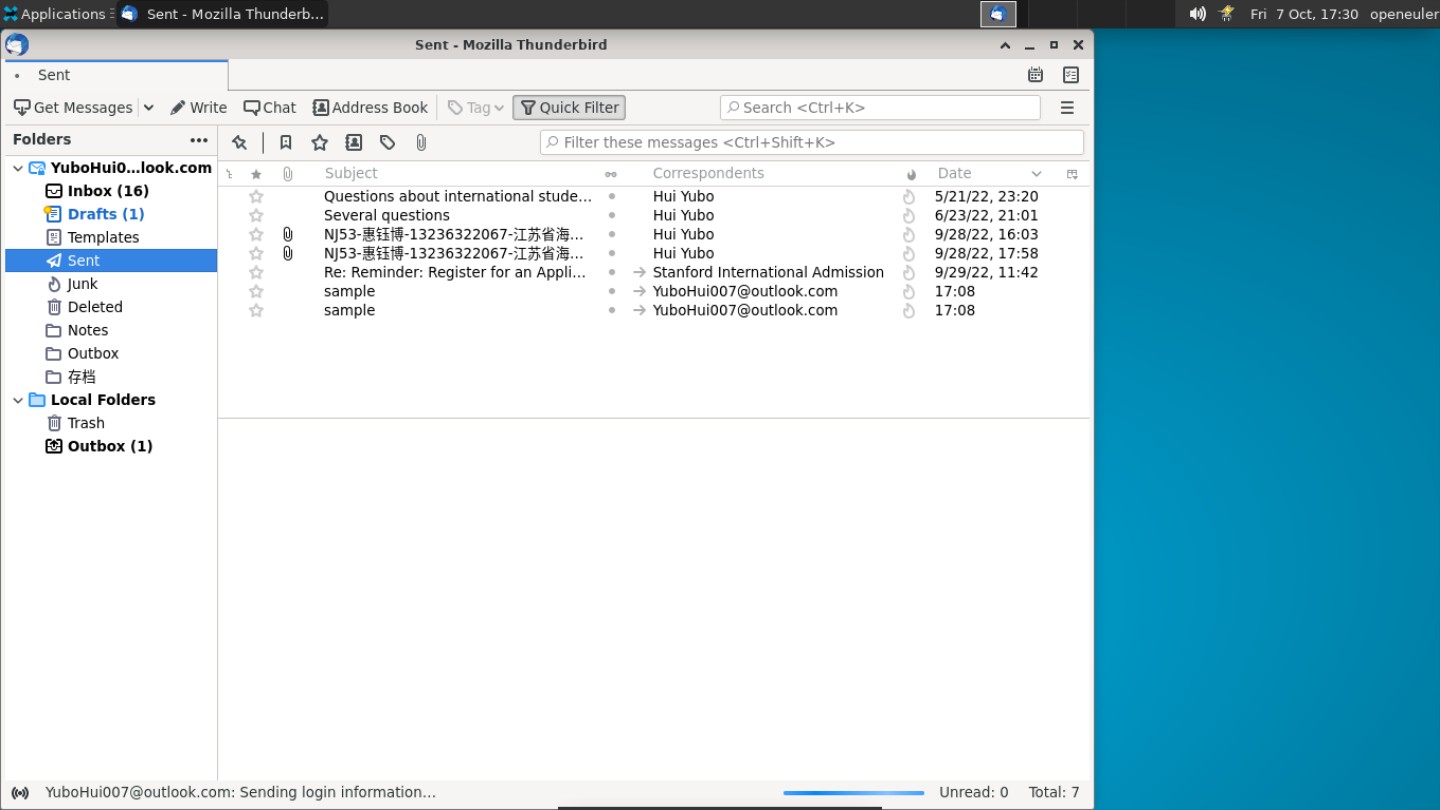 Applications
Sent - Mozilla Thunderb...
Fri 7 Oct, 17:30
openeuler
Sent - Mozilla Thunderbird
Sent
Get Messages
Write
Chat
Address Book
Tag
Quick Filter
Search <Ctrl+K>
Folders
Filter these messages <Ctrl+Shift+K>
Subject
Correspondents
Date
YuboHui0...look.com
Inbox (16)
Drafts (1)
Templates
Sent
Junk
Deleted
Notes
Outbox
存档
Local Folders
Trash
Outbox (1)
Questions about international stude... Hui Yubo 5/21/22, 23:20
Several questions Hui Yubo 6/23/22, 21:01
NJ53-惠钰博-13236322067-江苏省海... Hui Yubo 9/28/22, 16:03
NJ53-惠钰博-13236322067-江苏省海... Hui Yubo 9/28/22, 17:58
Re: Reminder: Register for an Appli... Stanford International Admission 9/29/22, 11:42
sample YuboHui007@outlook.com 17:08
sample YuboHui007@outlook.com 17:08
YuboHui007@outlook.com: Sending login information…
Unread: 0
Total: 7